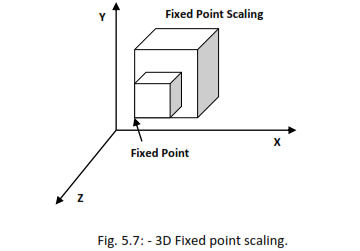 Fixed Point Scaling
Y
Fixed Point
X
Z
Fig. 5.7: - 3D Fixed point scaling.